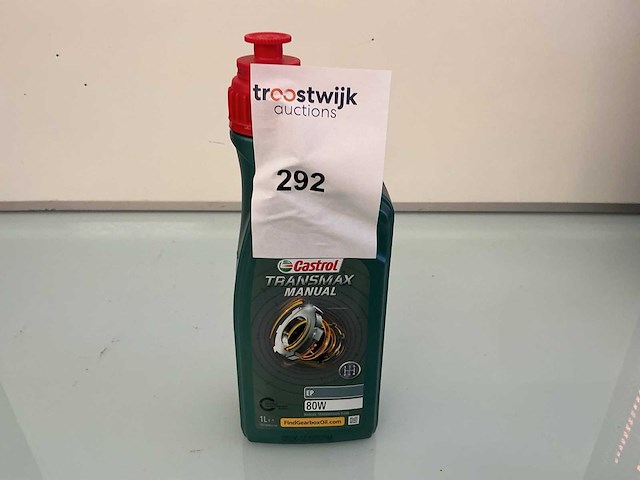 troostwijk
auctions
292
Castrol
TRANSMAX
MANUAL
EP
80W
1L
FindGearboxOil.com